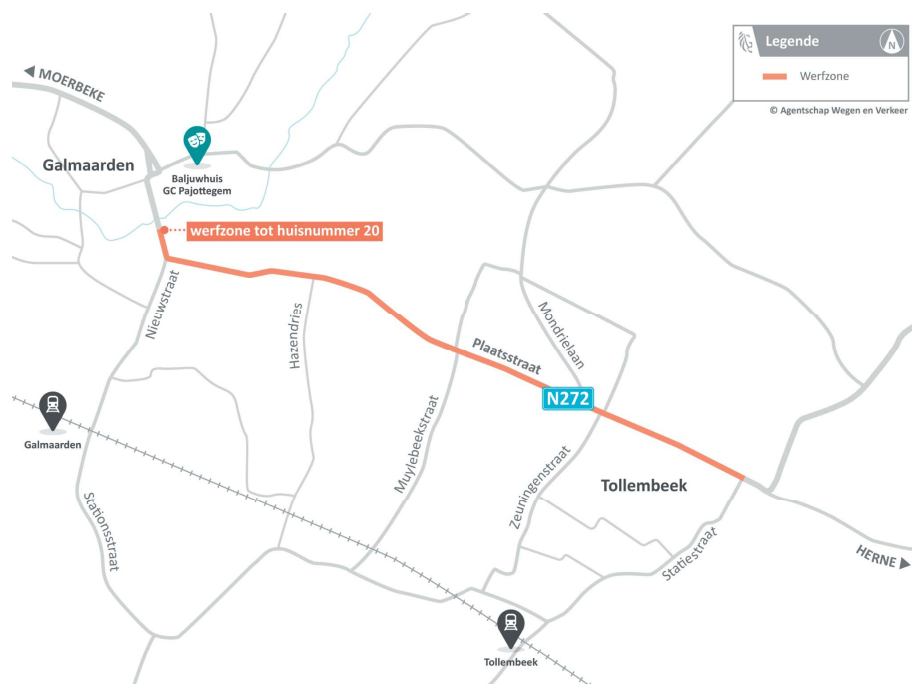 Legende
N
Werfzone
© Agentschap Wegen en Verkeer
MOERBEKE
Galmaarden
Baljuwhuis
GC Pajottegem
werfzone tot huisnummer 20
Nieuwstraat
Hazendries
Mondrielaan
Plaatsstraat
N272
Galmaarden
Muylebeekstraat
Zeuningenstraat
Tollembeek
Stationsstraat
Statiestraat
HERNE
Tollembeek